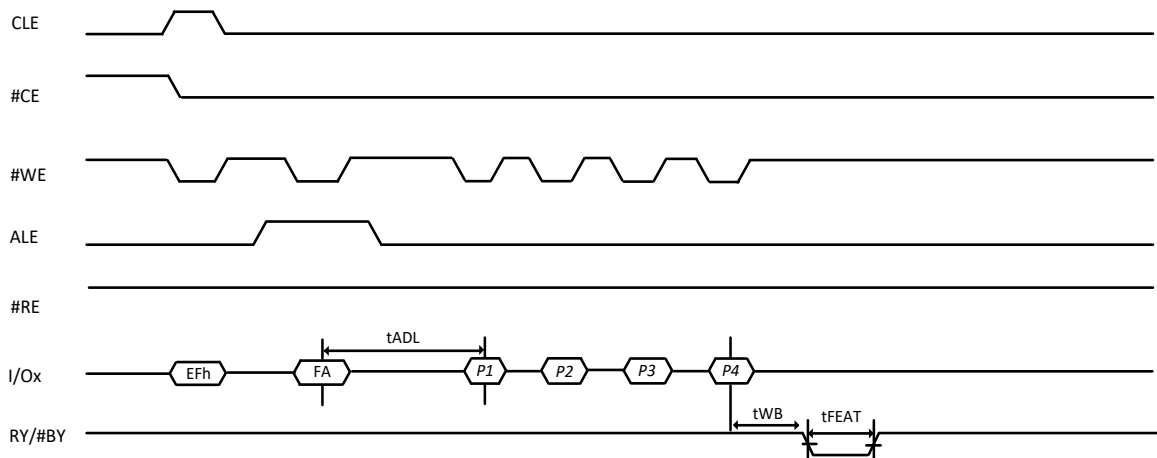 CLE
#CE
#WE
ALE
#RE
tADL
I/Ox EFh FA P1 P2 P3 P4
tWB tFEAT
RY/#BY